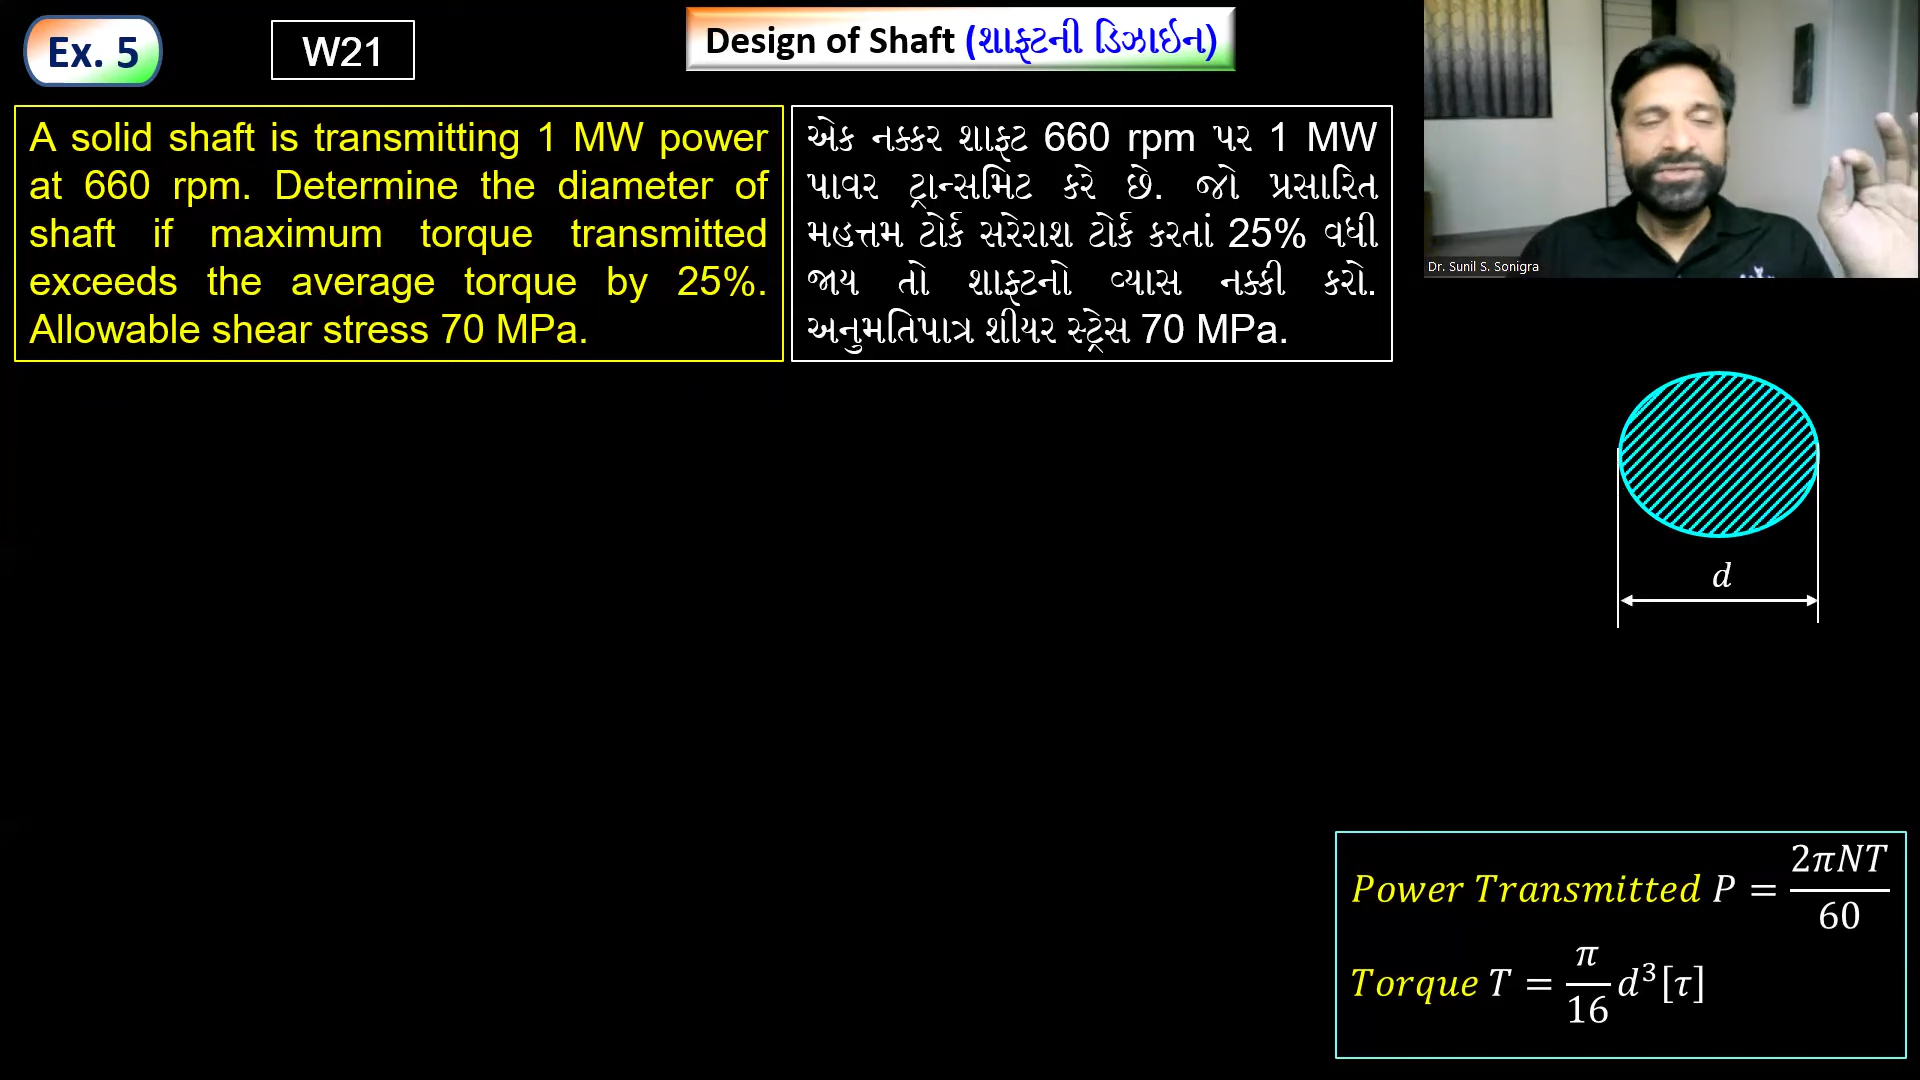 Ex. 5
W21
Design of Shaft (શાફ્ટની ડિઝાઈન)
A solid shaft is transmitting 1 MW power
at 660 rpm. Determine the diameter of
shaft if maximum torque transmitted
exceeds the average torque by 25%.
Allowable shear stress 70 MPa.
એક નક્કર શાફ્ટ 660 rpm પર 1 MW
પાવર ટ્રાન્સમિટ કરે છે. જો પ્રસારિત
મહત્તમ ટોર્ક સરેરાશ ટોર્ક કરતાં 25% વધી
જાય તો શાફ્ટનો વ્યાસ નક્કી કરો.
અનુમતિપાત્ર શીયર સ્ટ્રેસ 70 MPa.
Dr. Sunil S. Sonigra
d
Power Transmitted P = 2πNT/60
Torque T = π/16 d³[τ]